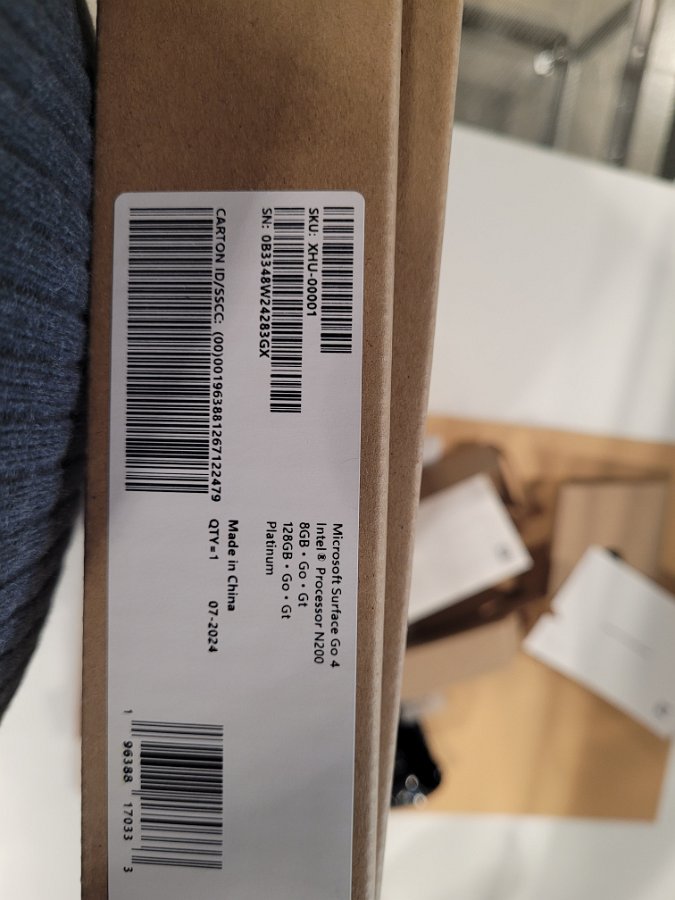 SKU: XHU-00001
SN: 0B3348W24283GX
CARTON ID/SSCC: (00)001963881267122479
Microsoft Surface Go 4
Intel® Processor N200
8GB • Go • Gt
128GB • Go • Gt
Platinum
Made in China
QTY=1 07-2024
1 96388 17033 3